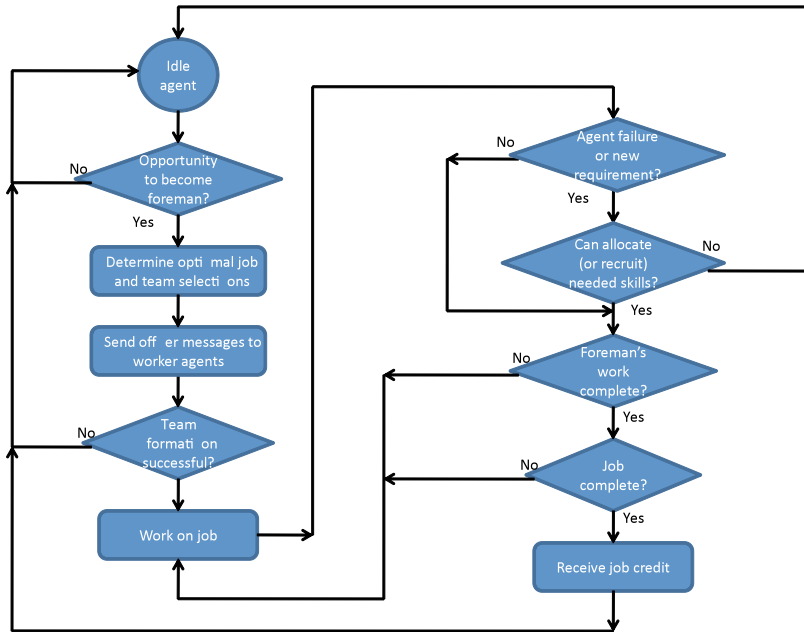 Idle
agent
No
Opportunity
to become
foreman?
Yes
Determine opti mal job
and team selecti ons
Send off er messages to
worker agents
No
Team
formati on
successful?
Work on job
No
Agent failure
or new
requirement?
Yes
Can allocate
(or recruit)
needed skills?
No
Yes
No
Foreman's
work
complete?
Yes
No
Job
complete?
Yes
Receive job credit